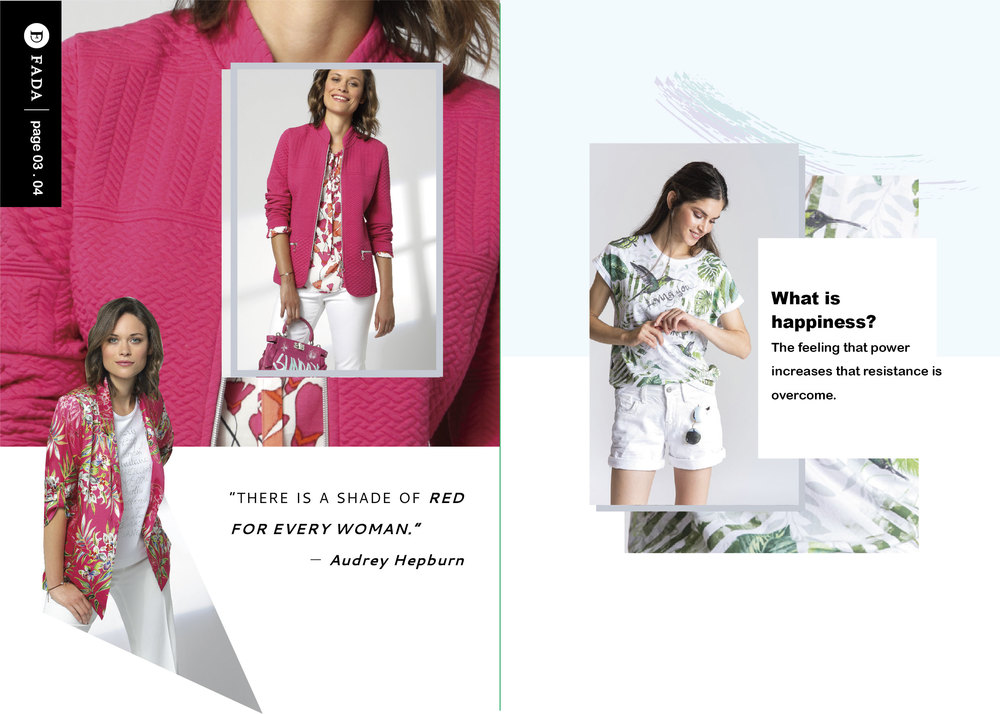 FADA | page 03 . 04
SUNDAY
"THERE IS A SHADE OF RED
FOR EVERY WOMAN."
— Audrey Hepburn
What is
happiness?
The feeling that power
increases that resistance is
overcome.